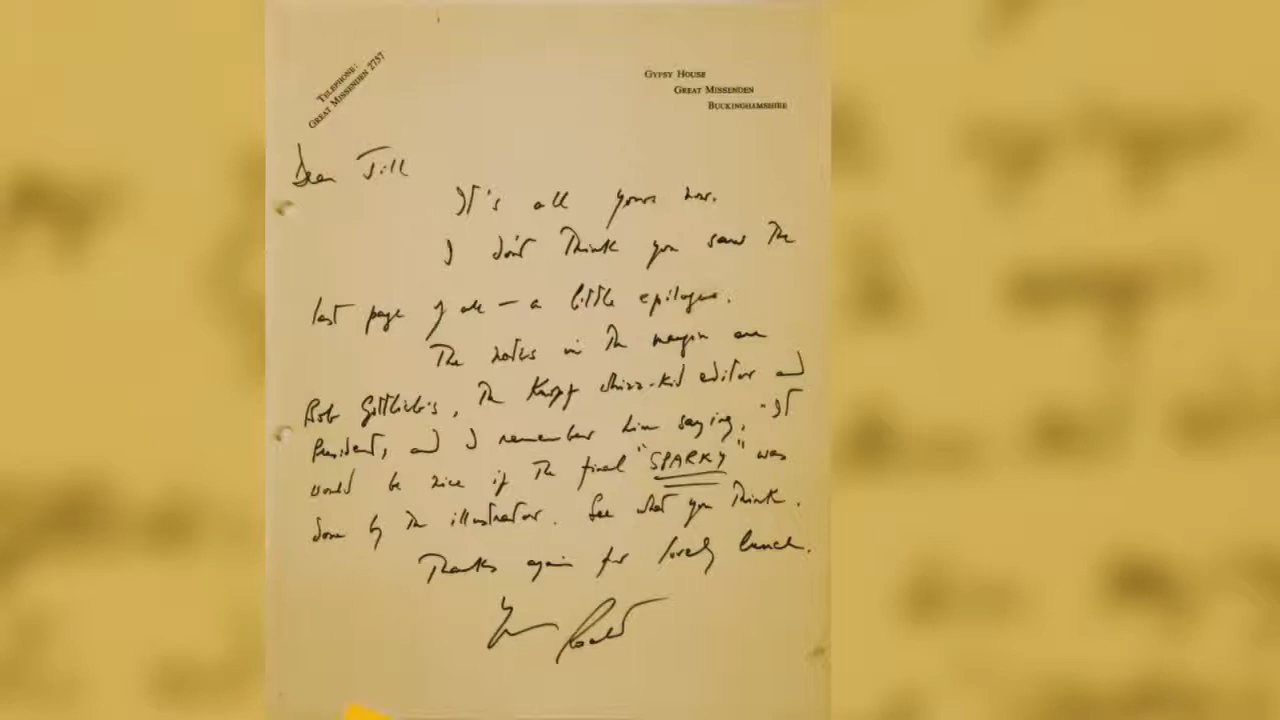 TELEPHONE:
GREAT MISSENDEN 2757
GYPSY HOUSE
GREAT MISSENDEN
BUCKINGHAMSHIRE
Dear Jill
It's all yours now.
I don't think you saw the
last page of all – a little epilogue.
The notes in the margin are
Bob Gottlieb's, the Knopf whizz-kid editor and
President, and I remember him saying, "It
would be nice if the final "SPARKY" was
done by the illustrator. See what you think.
Thanks again for lovely lunch.
Yours Roald